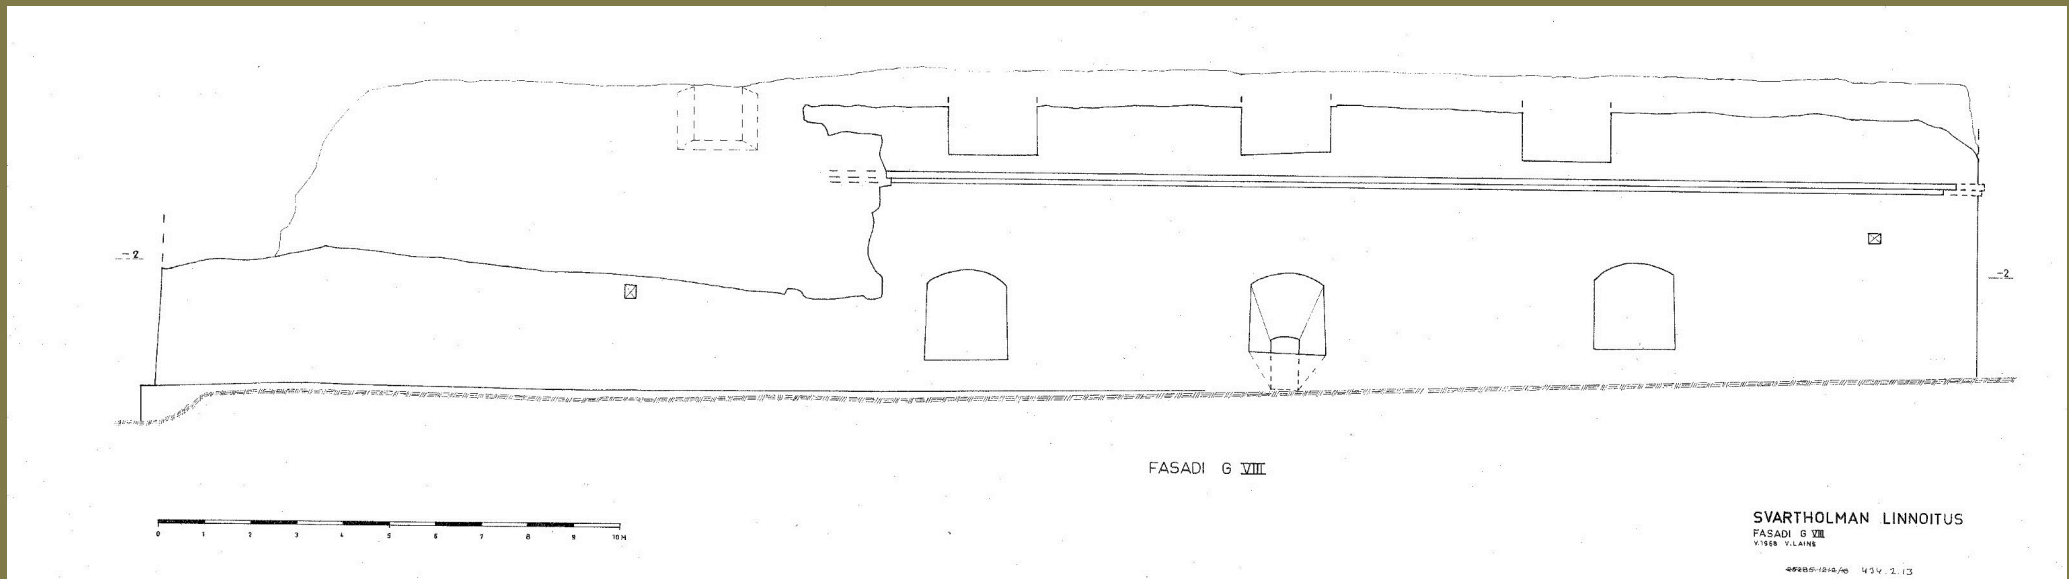 -2
-2
FASADI G VIII
0 1 2 3 4 5 6 7 8 9 10 M
SVARTHOLMAN LINNOITUS
FASADI G VIII
V.1968 V.LAINE
434.2.13